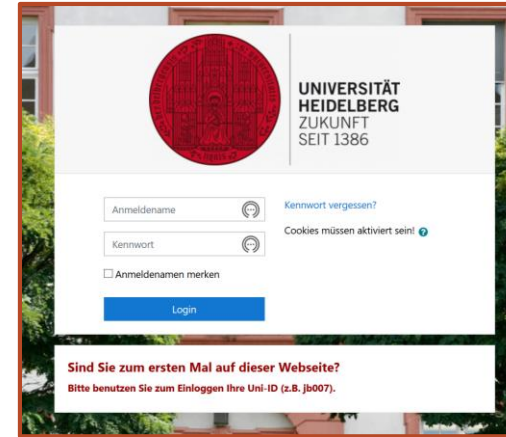 UNIVERSITÄT
HEIDELBERG
ZUKUNFT
SEIT 1386
Anmeldename
Kennwort vergessen?
Kennwort
Cookies müssen aktiviert sein!
Anmeldenamen merken
Login
Sind Sie zum ersten Mal auf dieser Webseite?
Bitte benutzen Sie zum Einloggen Ihre Uni-ID (z.B. jb007).